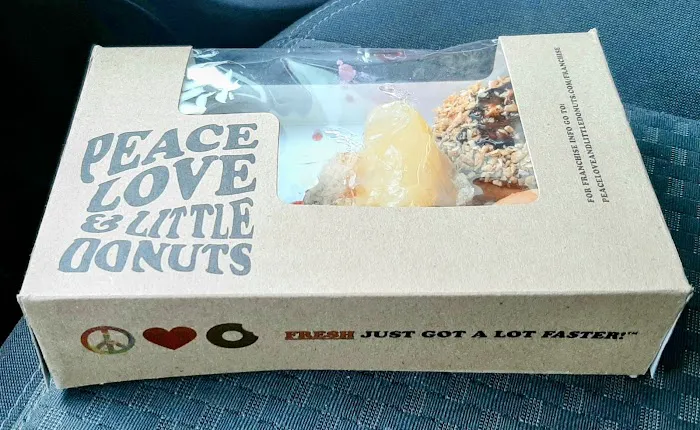 PEACE
LOVE
& LITTLE
DONUTS
FOR FRANCHISE INFO GO TO:
PEACELOVEANDLITTLEDONUTS.COM/FRANCHISE
FRESH JUST GOT A LOT FASTER!™